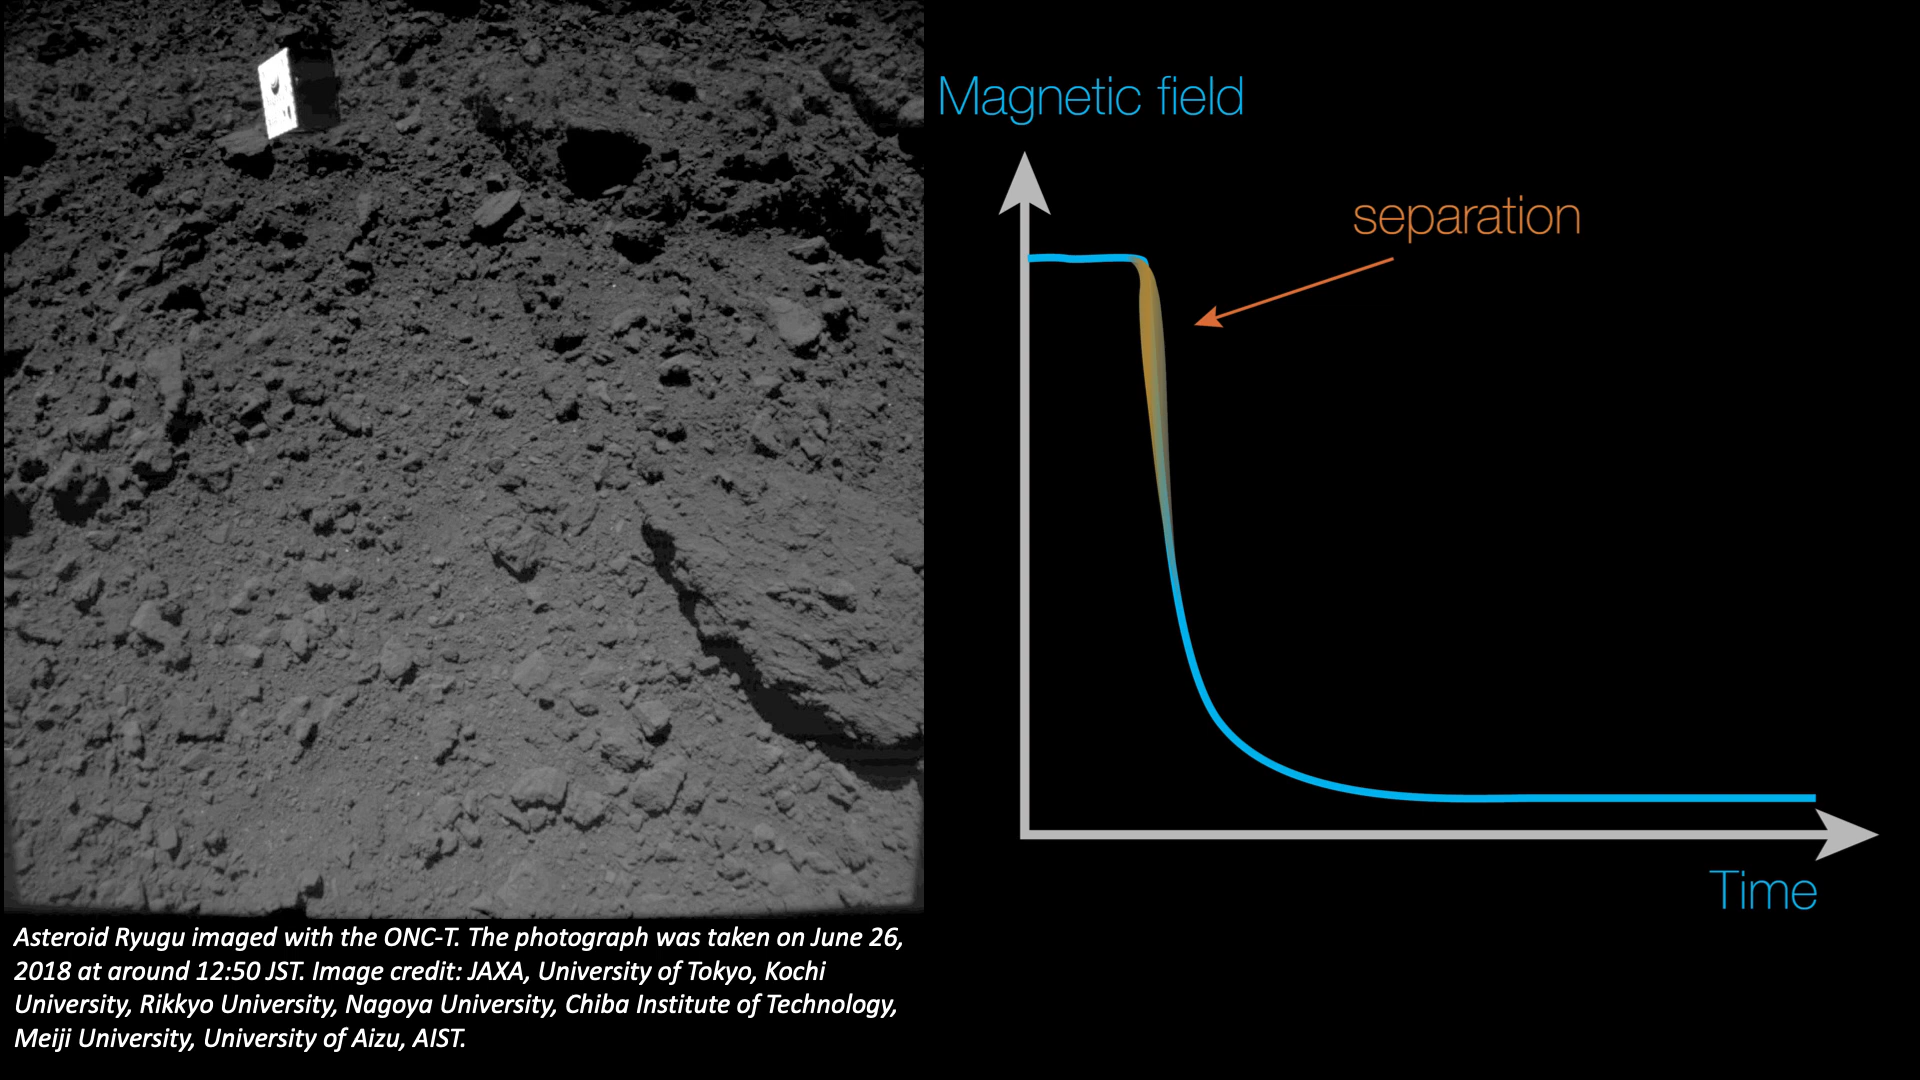 Magnetic field
separation
Time
Asteroid Ryugu imaged with the ONC-T. The photograph was taken on June 26,
2018 at around 12:50 JST. Image credit: JAXA, University of Tokyo, Kochi
University, Rikkyo University, Nagoya University, Chiba Institute of Technology,
Meiji University, University of Aizu, AIST.